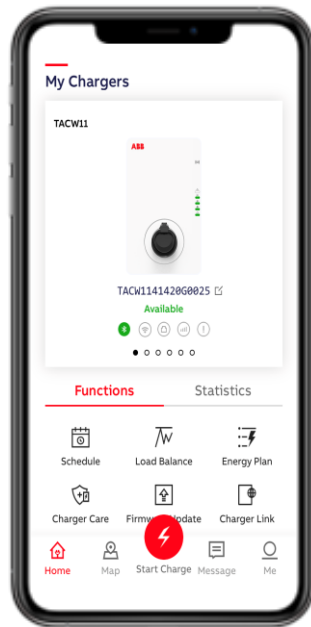 My Chargers
TACW11
ABB
TACW1141420G0025
Available
Functions Statistics
Schedule Load Balance Energy Plan
Charger Care Firmware Update Charger Link
Home Map Start Charge Message Me